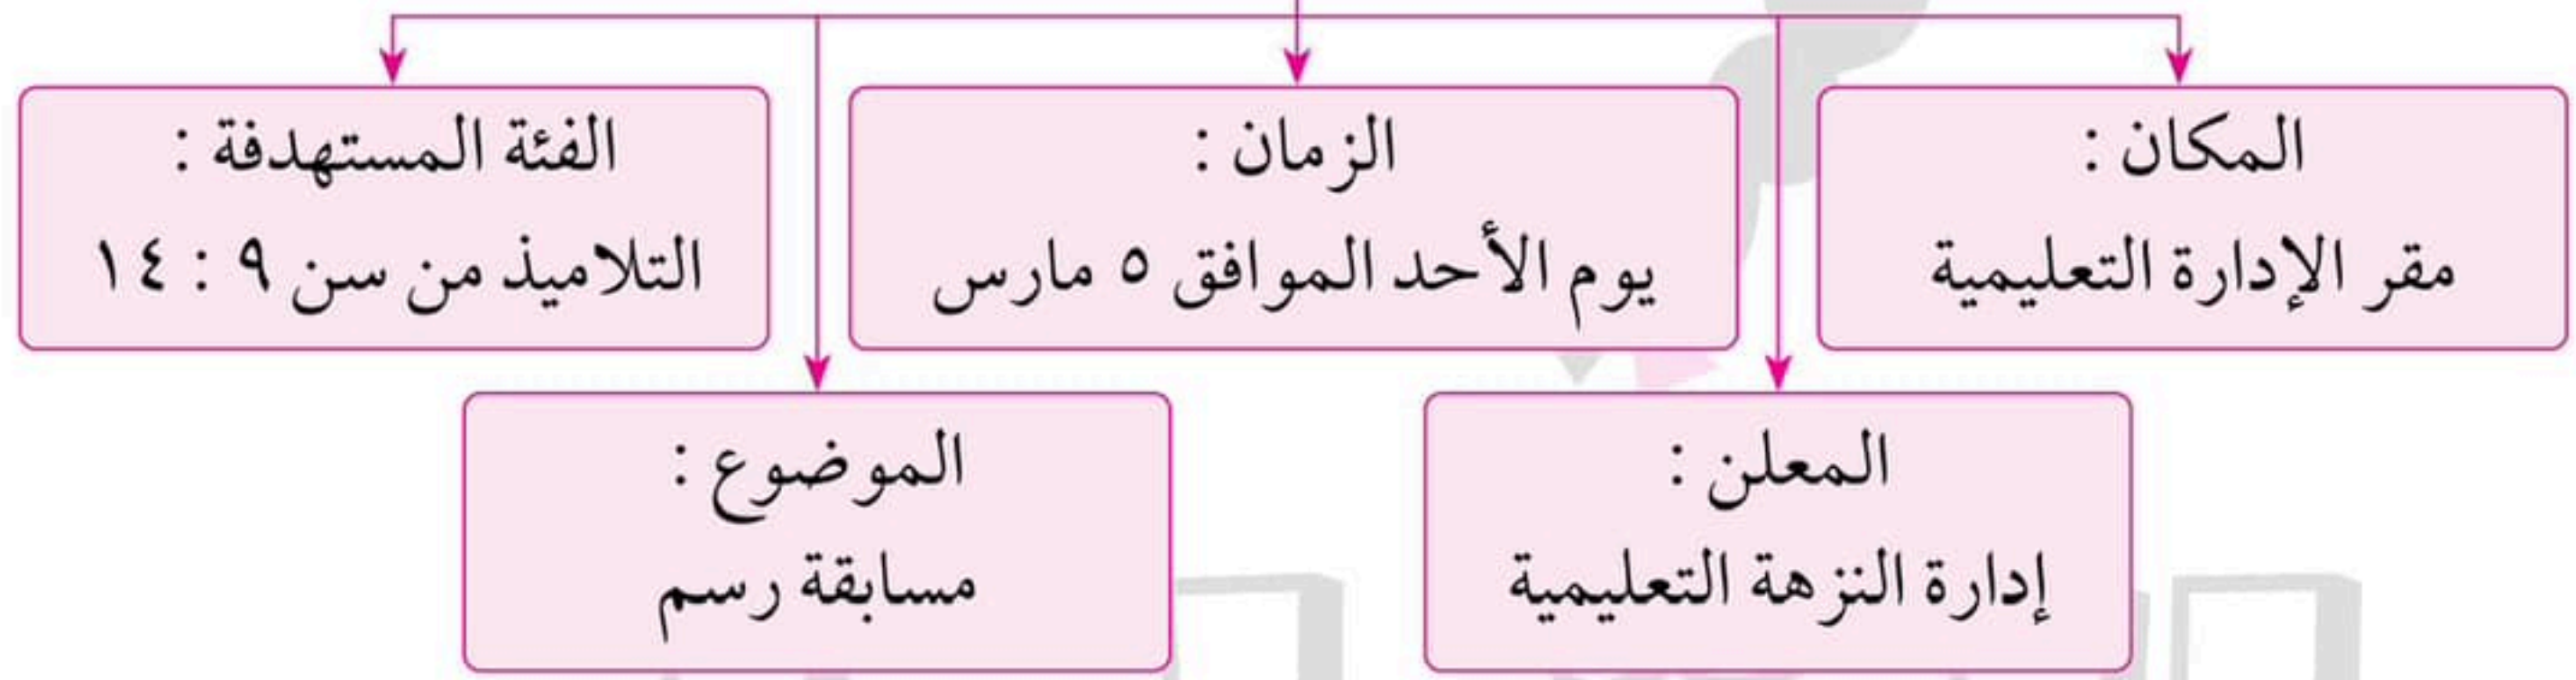 المكان :
مقر الإدارة التعليمية
الزمان :
يوم الأحد الموافق ٥ مارس
الفئة المستهدفة :
التلاميذ من سن ٩ : ١٤
المعلن :
إدارة النزهة التعليمية
الموضوع :
مسابقة رسم